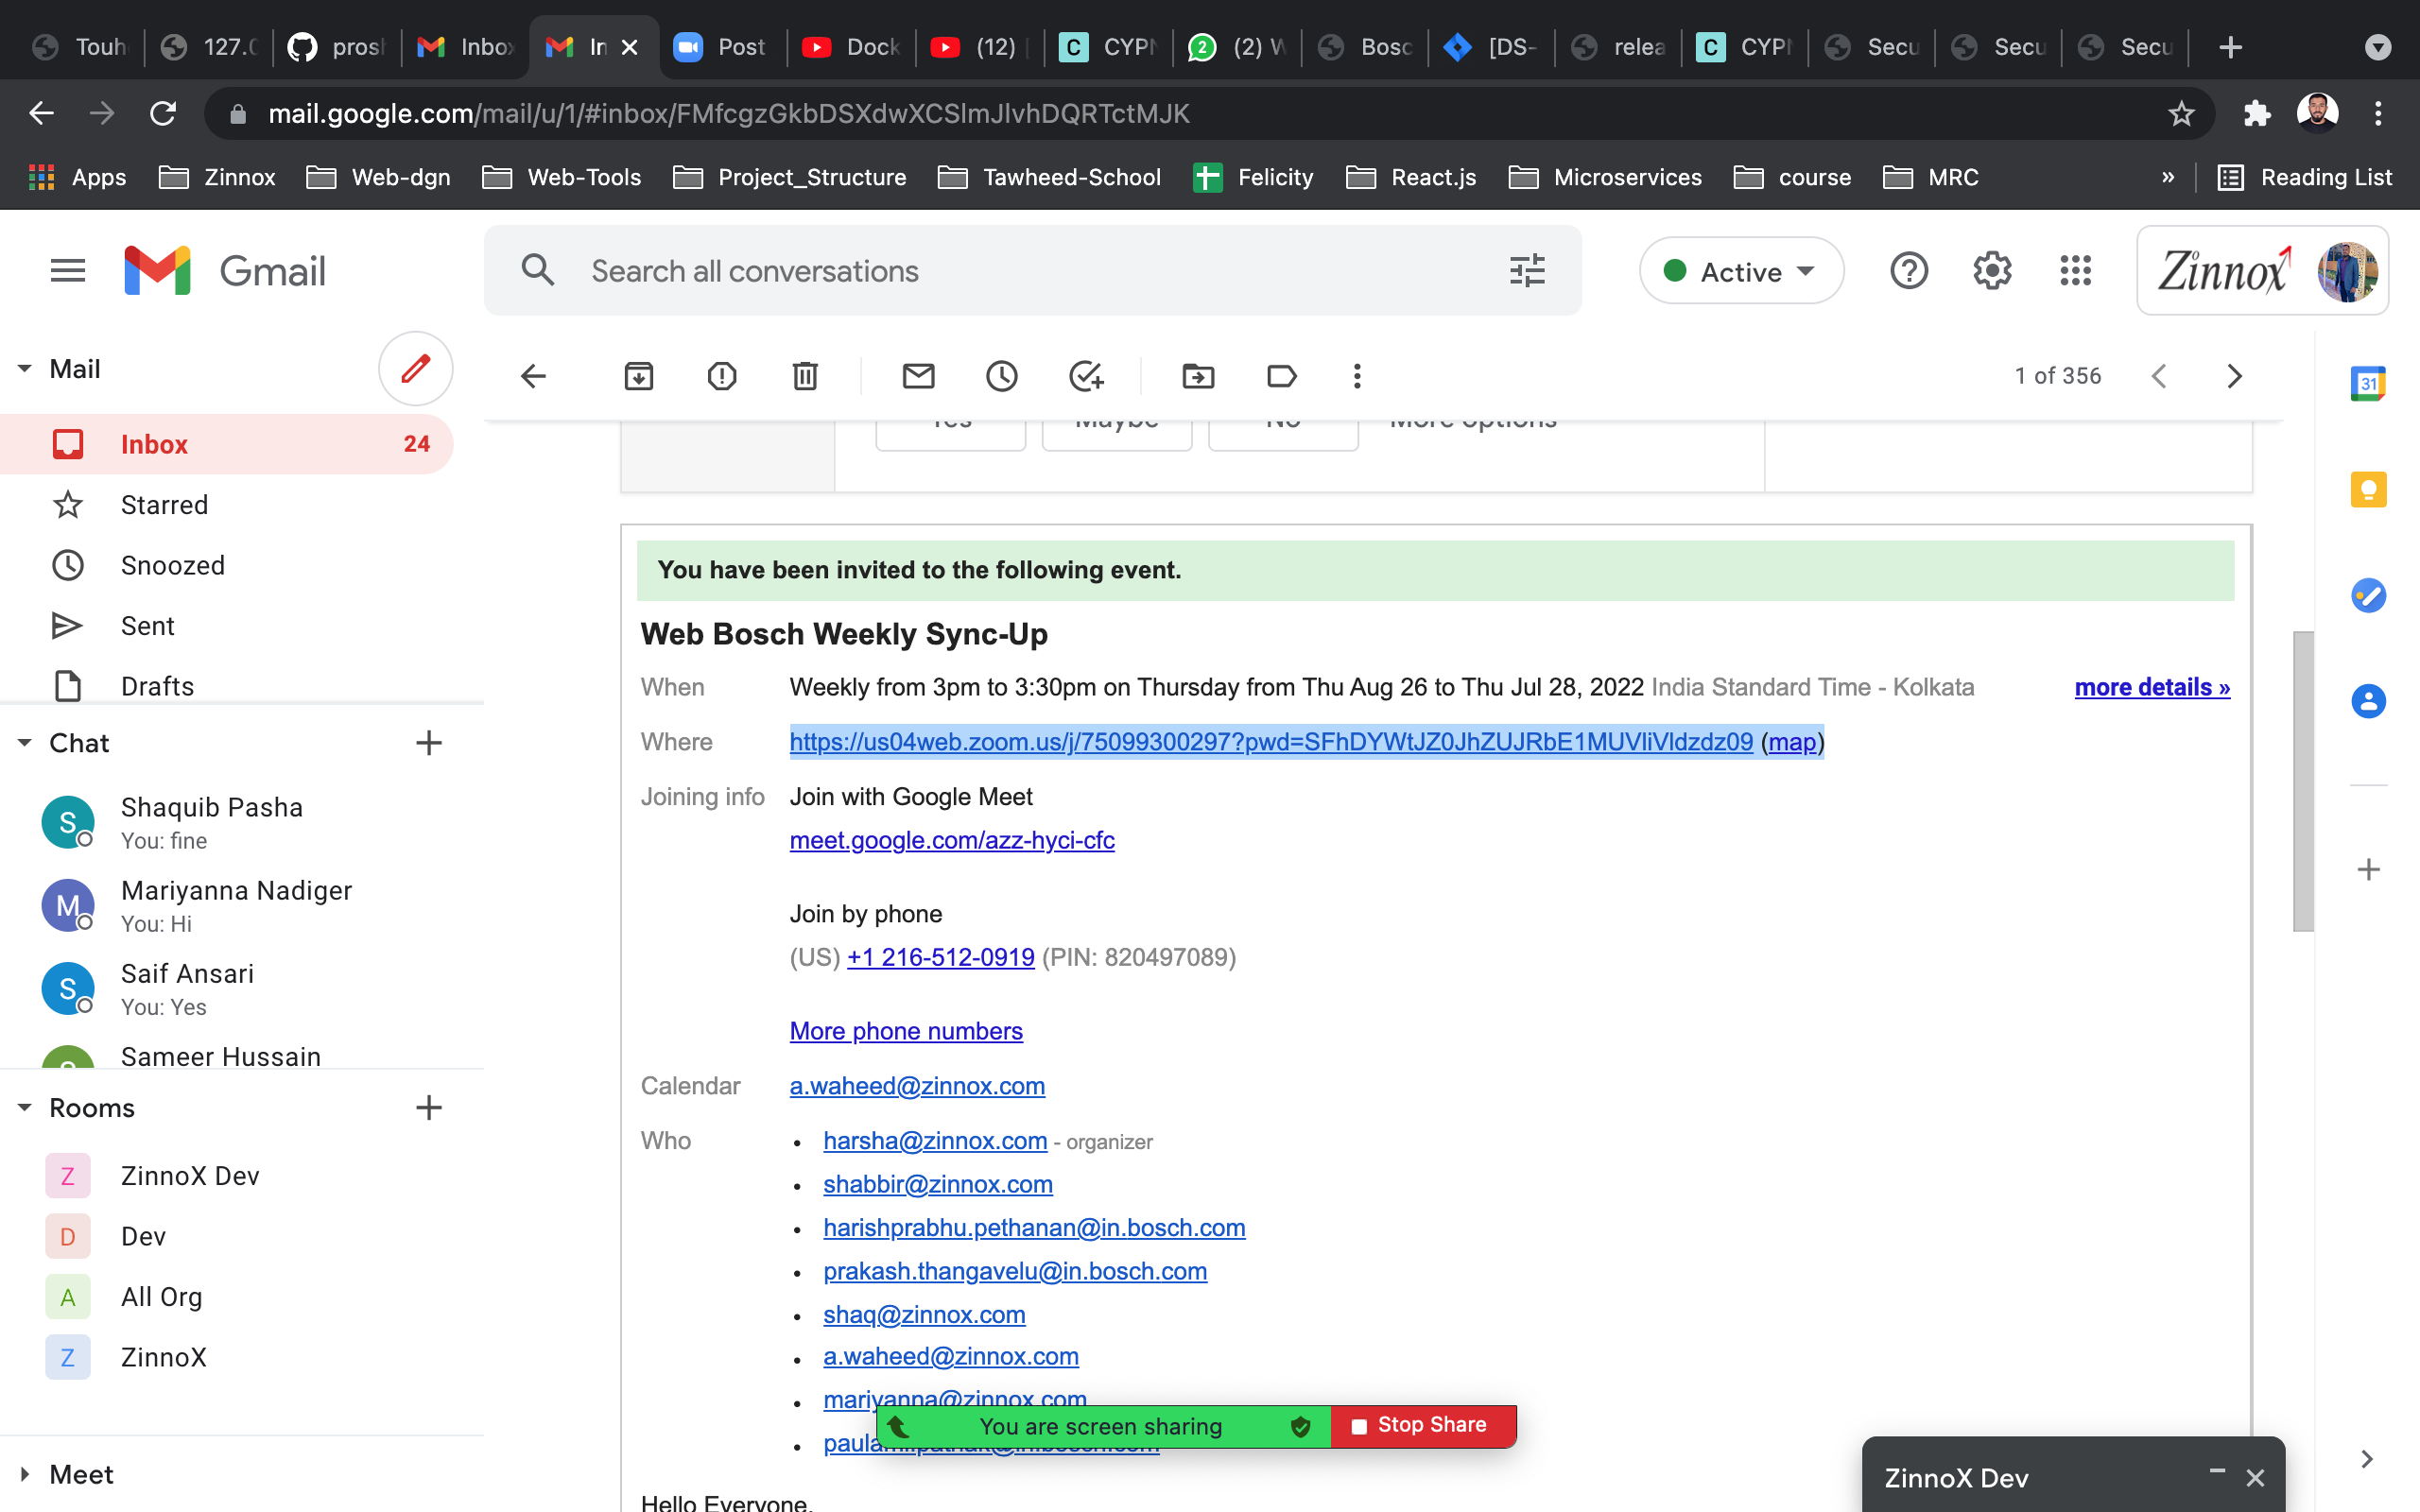 Touh 127.0 prosh Inbox In Post Dock (12) CYPN (2) W Bosc [DS- relea CYPN Secu Secu Secu
mail.google.com/mail/u/1/#inbox/FMfcgzGkbDSXdwXCSlmJlvhDQRTctMJK
Apps Zinnox Web-dgn Web-Tools Project_Structure Tawheed-School Felicity React.js Microservices course MRC » Reading List
Gmail
Search all conversations
Active
Zinnox
Mail
1 of 356
31
Inbox 24
Yes Maybe No More options
Starred
Snoozed
Sent
Drafts
You have been invited to the following event.
Web Bosch Weekly Sync-Up
When Weekly from 3pm to 3:30pm on Thursday from Thu Aug 26 to Thu Jul 28, 2022 India Standard Time - Kolkata more details »
Where https://us04web.zoom.us/j/75099300297?pwd=SFhDYWtJZ0JhZUJRbE1MUVliVldzdz09 (map)
Joining info Join with Google Meet
meet.google.com/azz-hyci-cfc
Join by phone
(US) +1 216-512-0919 (PIN: 820497089)
More phone numbers
Calendar a.waheed@zinnox.com
Who
• harsha@zinnox.com - organizer
• shabbir@zinnox.com
• harishprabhu.pethanan@in.bosch.com
• prakash.thangavelu@in.bosch.com
• shaq@zinnox.com
• a.waheed@zinnox.com
• mariyanna@zinnox.com
Hello Everyone,
Chat
S Shaquib Pasha
You: fine
M Mariyanna Nadiger
You: Hi
S Saif Ansari
You: Yes
Sameer Hussain
Rooms
Z ZinnoX Dev
D Dev
A All Org
Z ZinnoX
Meet
You are screen sharing Stop Share
ZinnoX Dev